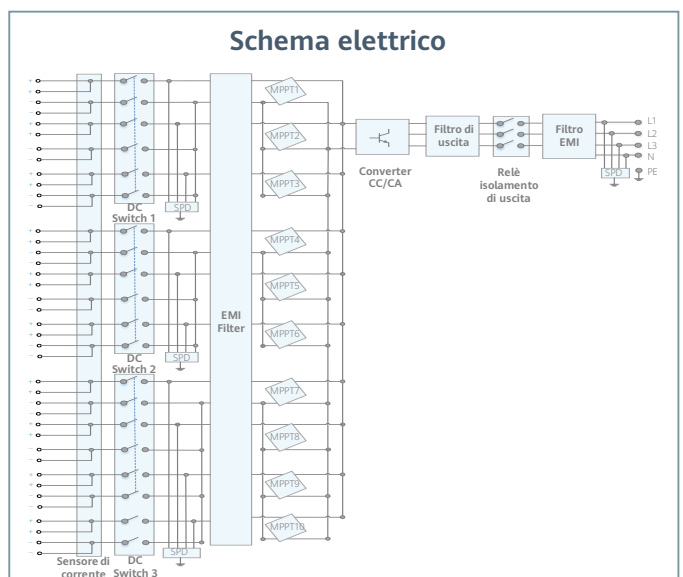 Schema elettrico
MPPT1
MPPT2
MPPT3
SPD
DC
Switch 1
MPPT4
MPPT5
MPPT6
SPD
DC
Switch 2
EMI
Filter
MPPT7
MPPT8
MPPT9
MPPT10
SPD
Sensore di
corrente
DC
Switch 3
Converter
CC/CA
Filtro di
uscita
Relè
isolamento
di uscita
Filtro
EMI
L1
L2
L3
N
SPD
PE